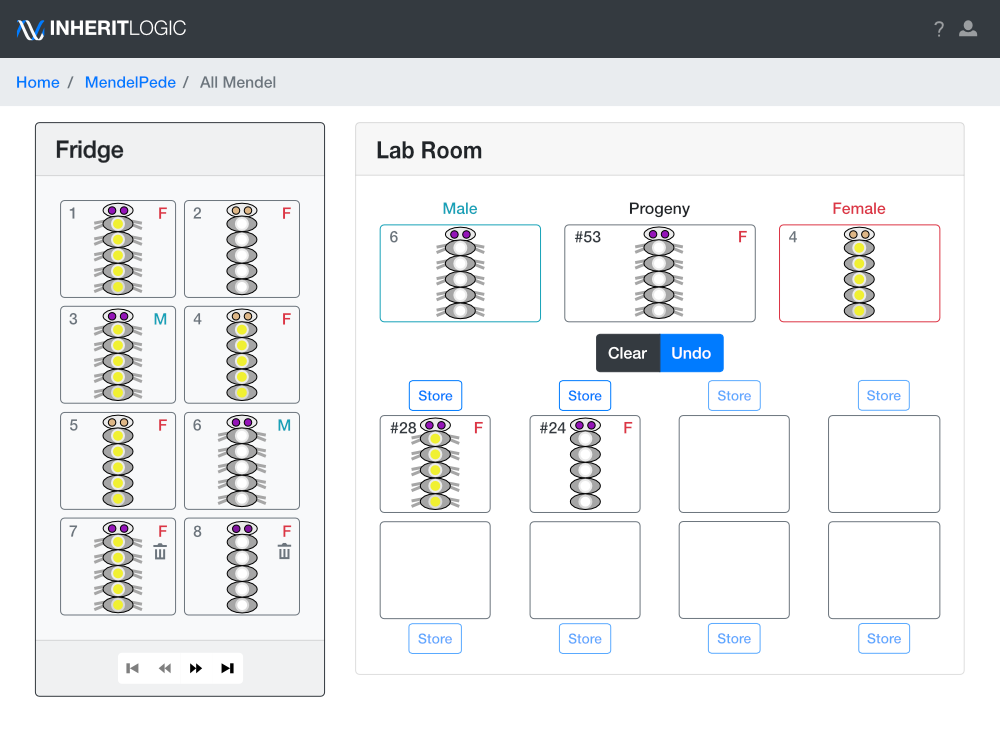 INHERITLOGIC
?
Home / MendelPede / All Mendel
Fridge
1 F
2 F
3 M
4 F
5 F
6 M
7 F
8 F
Lab Room
Male
Progeny
Female
6
#53 F
4
Clear
Undo
Store
Store
Store
Store
#28 F
#24 F
Store
Store
Store
Store